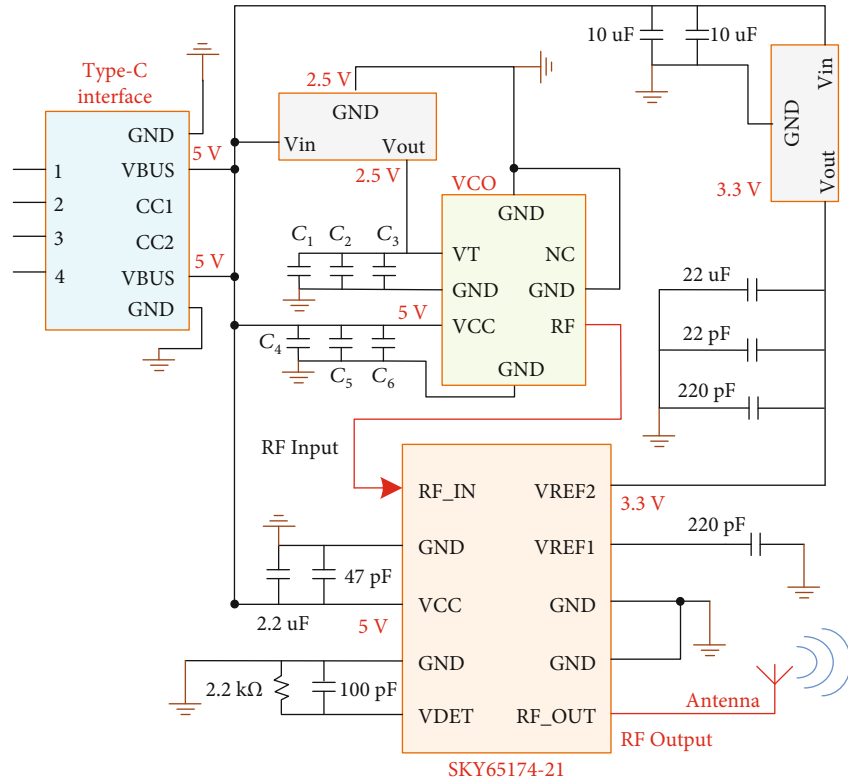 Type-C
interface
GND
VBUS
CC1
CC2
VBUS
GND
1
2
3
4
5 V
5 V
2.5 V
GND
Vin
Vout
2.5 V
10 uF
10 uF
Vin
GND
Vout
3.3 V
VCO
GND
VT
NC
GND
GND
VCC
RF
GND
C1
C2
C3
5 V
C4
C5
C6
22 uF
22 pF
220 pF
RF Input
RF_IN
VREF2
3.3 V
GND
VREF1
220 pF
47 pF
VCC
GND
2.2 uF
5 V
GND
GND
2.2 kΩ
100 pF
VDET
RF_OUT
Antenna
RF Output
SKY65174-21